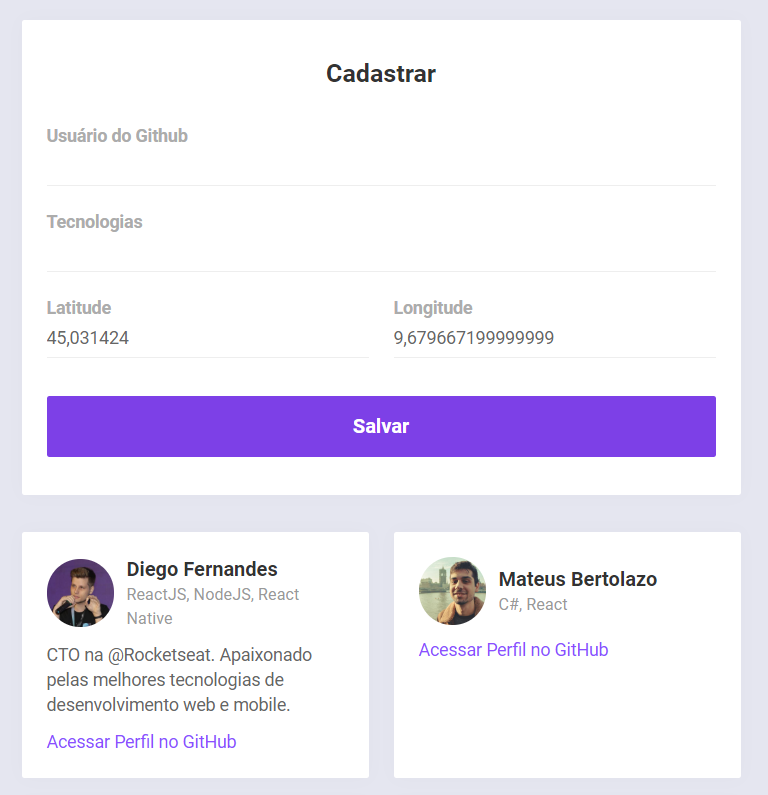 Cadastrar
Usuário do Github
Tecnologias
Latitude
Longitude
45,031424
9,679667199999999
Salvar
Diego Fernandes
ReactJS, NodeJS, React
Native
CTO na @Rocketseat. Apaixonado
pelas melhores tecnologias de
desenvolvimento web e mobile.
Acessar Perfil no GitHub
Mateus Bertolazo
C#, React
Acessar Perfil no GitHub